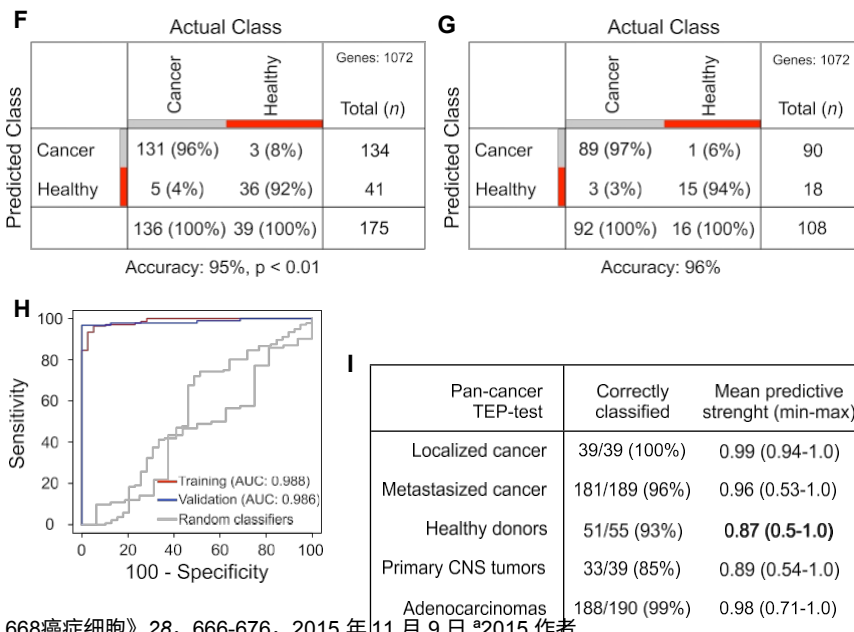 F
Actual Class
Predicted Class
Cancer
Healthy
Genes: 1072
Total (n)
Cancer 131 (96%) 3 (8%) 134
Healthy 5 (4%) 36 (92%) 41
136 (100%) 39 (100%) 175
Accuracy: 95%, p < 0.01
G
Actual Class
Predicted Class
Cancer
Healthy
Genes: 1072
Total (n)
Cancer 89 (97%) 1 (6%) 90
Healthy 3 (3%) 15 (94%) 18
92 (100%) 16 (100%) 108
Accuracy: 96%
H
Sensitivity
100
80
60
40
20
0
Training (AUC: 0.988)
Validation (AUC: 0.986)
Random classifiers
0 20 40 60 80 100
100 - Specificity
I
Pan-cancer Correctly Mean predictive
TEP-test classified strenght (min-max)
Localized cancer 39/39 (100%) 0.99 (0.94-1.0)
Metastasized cancer 181/189 (96%) 0.96 (0.53-1.0)
Healthy donors 51/55 (93%) 0.87 (0.5-1.0)
Primary CNS tumors 33/39 (85%) 0.89 (0.54-1.0)
Adenocarcinomas 188/190 (99%) 0.98 (0.71-1.0)
668癌症细胞》28，666-676，2015 年 11 月 9 日 ª2015 作者